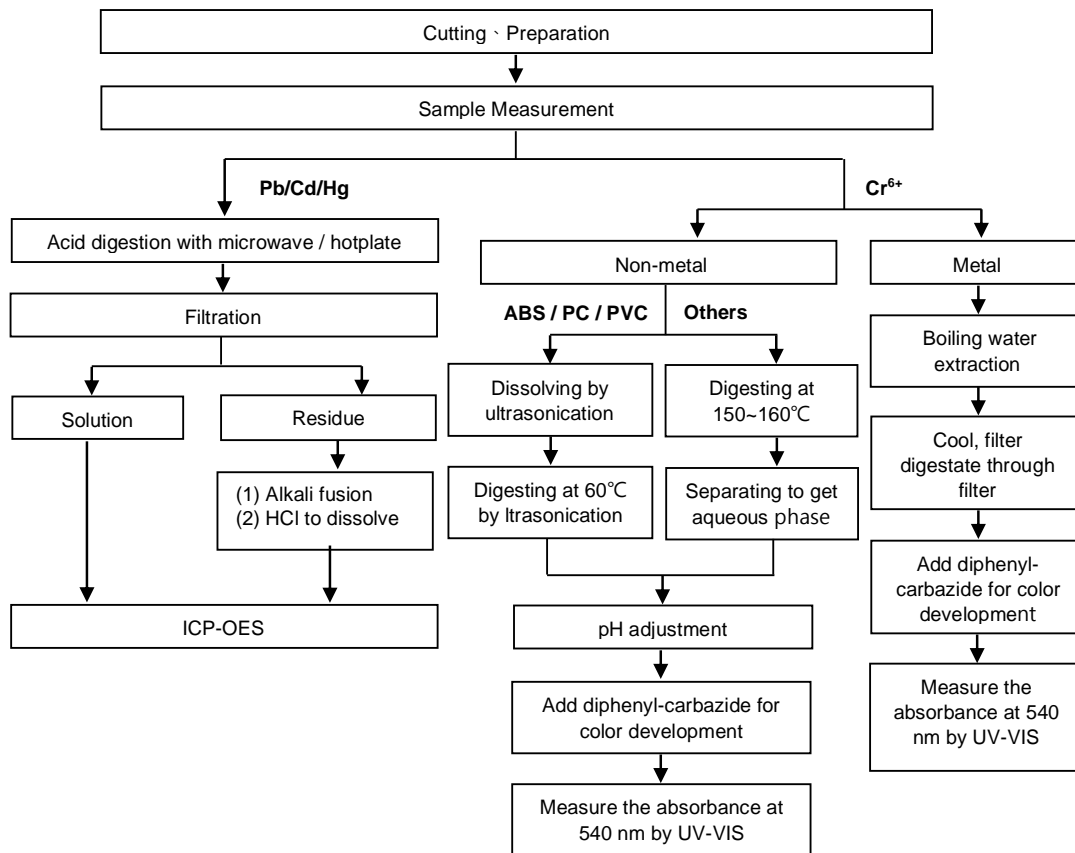 Cutting、Preparation
Sample Measurement
Pb/Cd/Hg
Cr⁶⁺
Acid digestion with microwave / hotplate
Non-metal
Metal
Filtration
ABS / PC / PVC
Others
Boiling water
extraction
Solution
Residue
Dissolving by
ultrasonication
Digesting at
150~160℃
Cool, filter
digestate through
filter
(1) Alkali fusion
(2) HCl to dissolve
Digesting at 60℃
by ltrasonication
Separating to get
aqueous phase
Add diphenyl-
carbazide for color
development
ICP-OES
pH adjustment
Measure the
absorbance at 540
nm by UV-VIS
Add diphenyl-carbazide for
color development
Measure the absorbance at
540 nm by UV-VIS